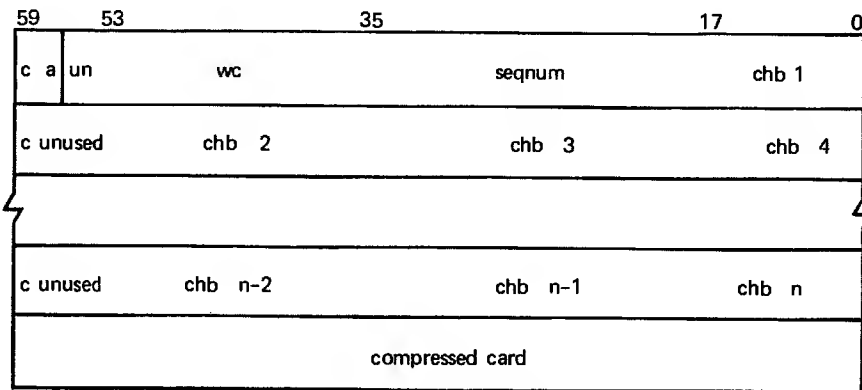 59 53 35 17 0
c a un wc seqnum chb 1
c unused chb 2 chb 3 chb 4
c unused chb n-2 chb n-1 chb n
compressed card